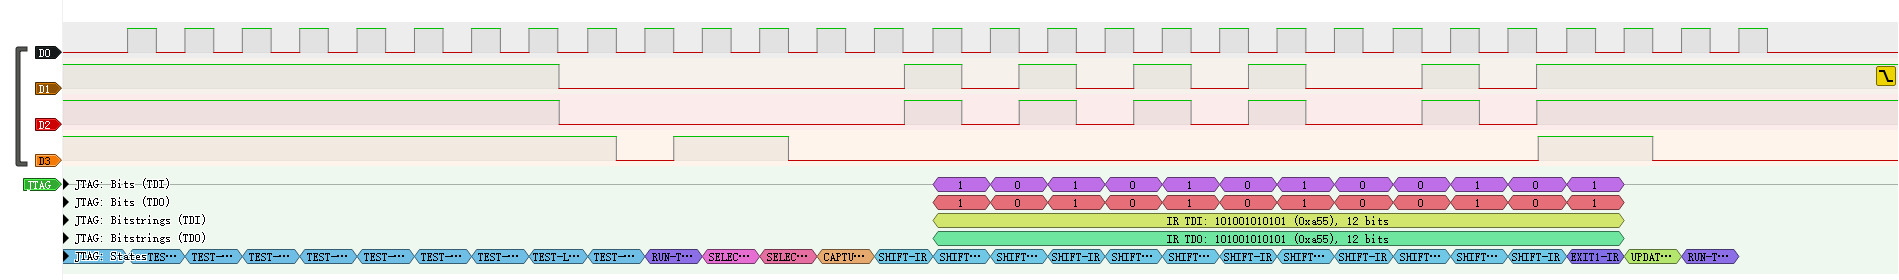 D0
D1
D2
D3
JTAG
JTAG: Bits (TDI)
1 0 1 0 1 0 1 0 0 1 0 1
JTAG: Bits (TDO)
1 0 1 0 1 0 1 0 0 1 0 1
JTAG: Bitstrings (TDI)
IR TDI: 101001010101 (0xa55), 12 bits
JTAG: Bitstrings (TDO)
IR TDO: 101001010101 (0xa55), 12 bits
JTAG: States TES··· TEST-··· TEST-··· TEST-··· TEST-··· TEST-··· TEST-··· TEST-L··· TEST-··· RUN-T··· SELEC··· SELEC··· CAPTU··· SHIFT-IR SHIFT··· SHIFT-IR SHIFT-IR SHIFT··· SHIFT··· SHIFT-IR SHIFT··· SHIFT-IR SHIFT··· SHIFT··· SHIFT-IR EXIT1-IR UPDAT··· RUN-T···